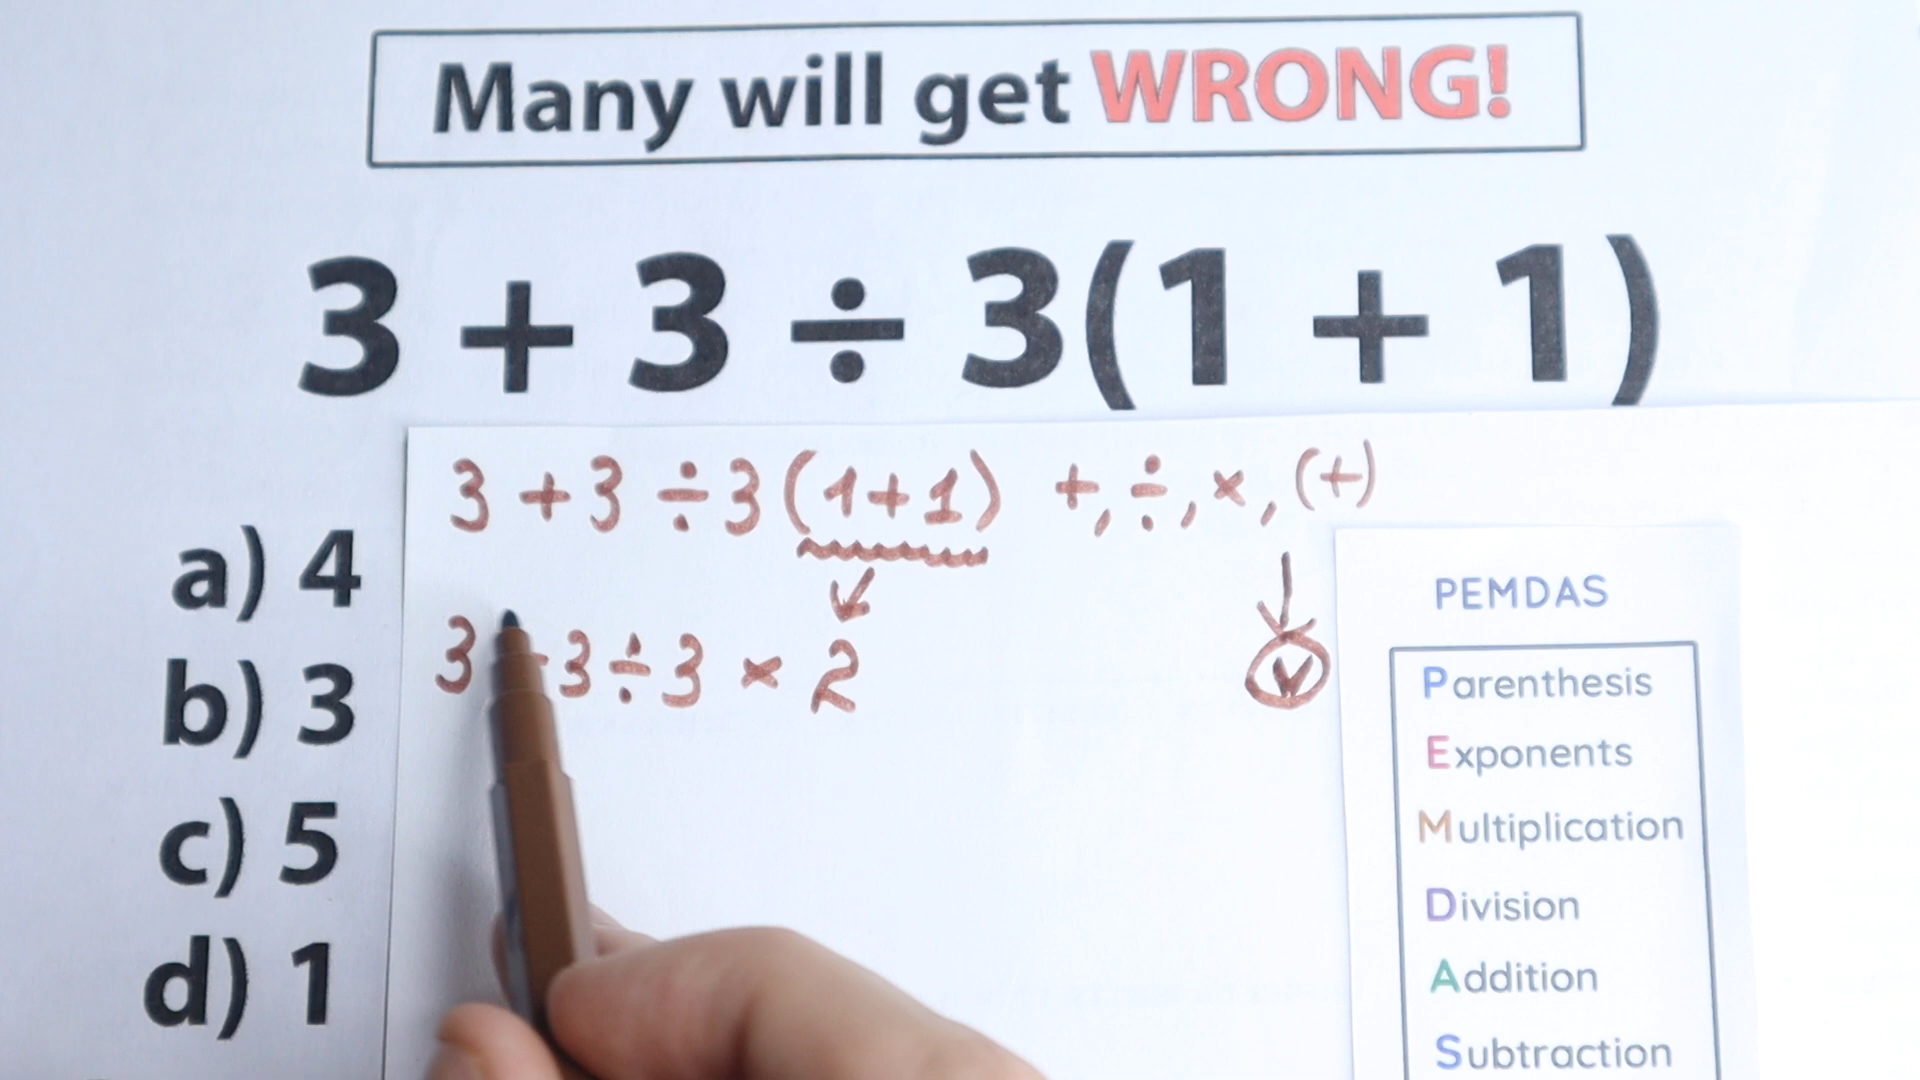 Many will get WRONG!
3 + 3 ÷ 3(1 + 1)
3 + 3 ÷ 3 (1+1) +, ÷, ×, (+)
3 + 3 ÷ 3 × 2
a) 4
b) 3
c) 5
d) 1
PEMDAS
Parenthesis
Exponents
Multiplication
Division
Addition
Subtraction